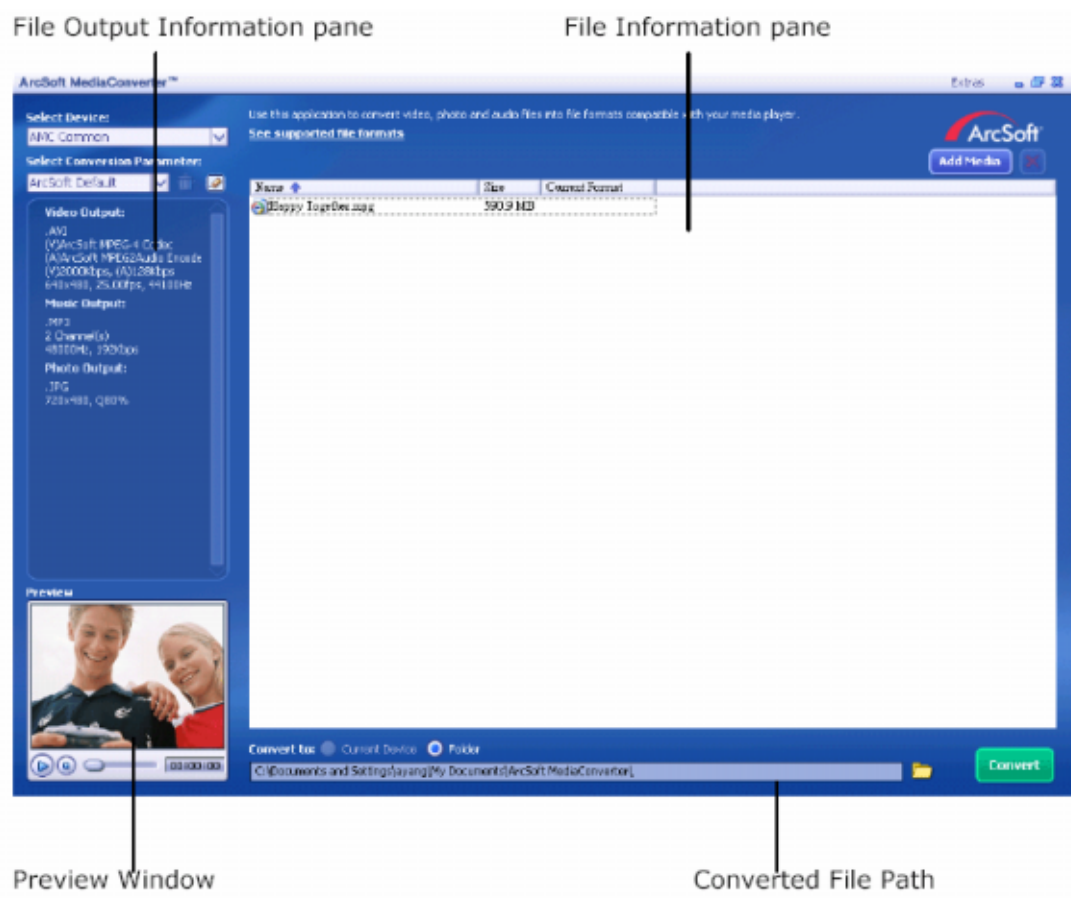 File Output Information pane
File Information pane
ArcSoft MediaConverter™
Extras
Select Device:
AMC Common
Select Conversion Parameter:
ArcSoft Default
Use this application to convert video, photo and audio files into file formats compatible with your media player.
See supported file formats
ArcSoft
Add Media
Name Size Current Format
Happy Together.mpg 590.9 MB
Video Output:
.AVI
(V)ArcSoft MPEG-4 Codec
(A)ArcSoft MPEG2Audio Encode
(V)2000kbps, (A)128kbps
640x480, 25.00fps, 44100Hz
Music Output:
.MP3
2 Channel(s)
48000Hz, 192Kbps
Photo Output:
.JPG
720x480, Q80%
Preview
00:00:00
Convert to: Current Device Folder
C:\Documents and Settings\ayang\My Documents\ArcSoft MediaConverter\
Convert
Preview Window
Converted File Path